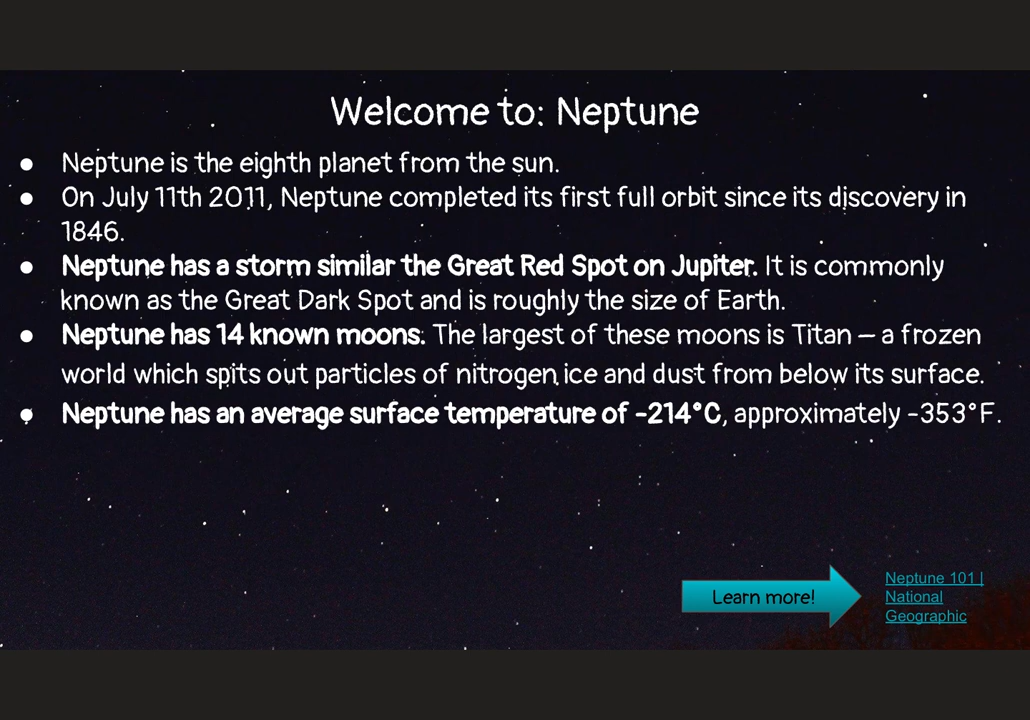 Welcome to: Neptune
● Neptune is the eighth planet from the sun.
● On July 11th 2011, Neptune completed its first full orbit since its discovery in
1846.
● Neptune has a storm similar the Great Red Spot on Jupiter. It is commonly
known as the Great Dark Spot and is roughly the size of Earth.
● Neptune has 14 known moons. The largest of these moons is Titan – a frozen
world which spits out particles of nitrogen ice and dust from below its surface.
● Neptune has an average surface temperature of -214°C, approximately -353°F.
Learn more!
Neptune 101 |
National
Geographic